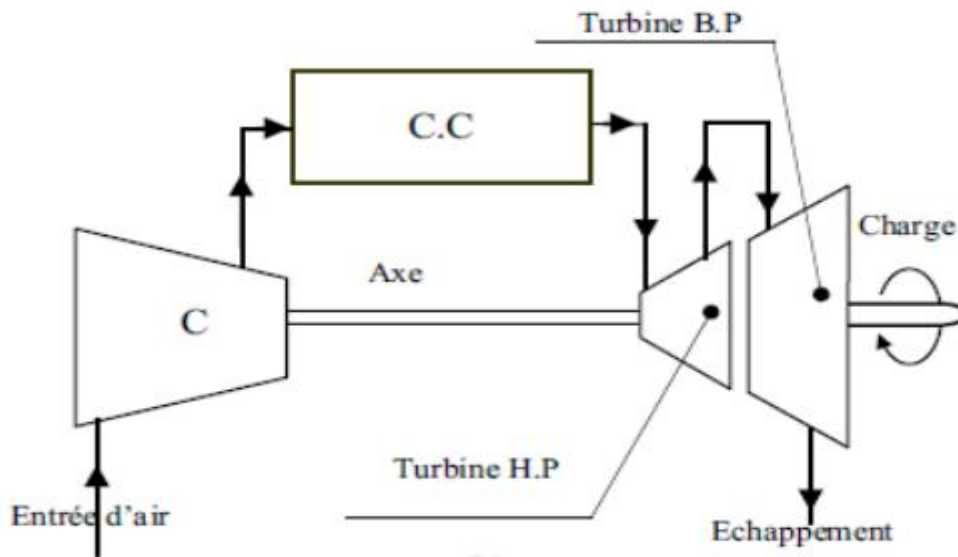 Turbine B.P
C.C
Charge
Axe
C
Turbine H.P
Entrée d'air
Echappement